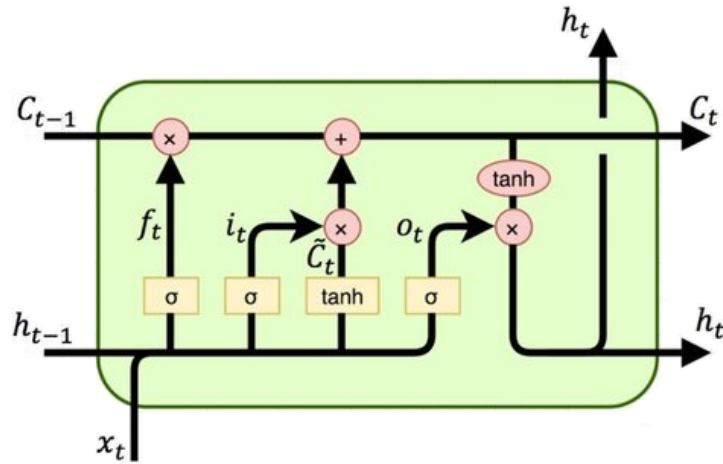 h_t
C_{t-1} × + C_t
tanh
f_t i_t × o_t ×
C̃_t
σ σ tanh σ
h_{t-1} h_t
x_t